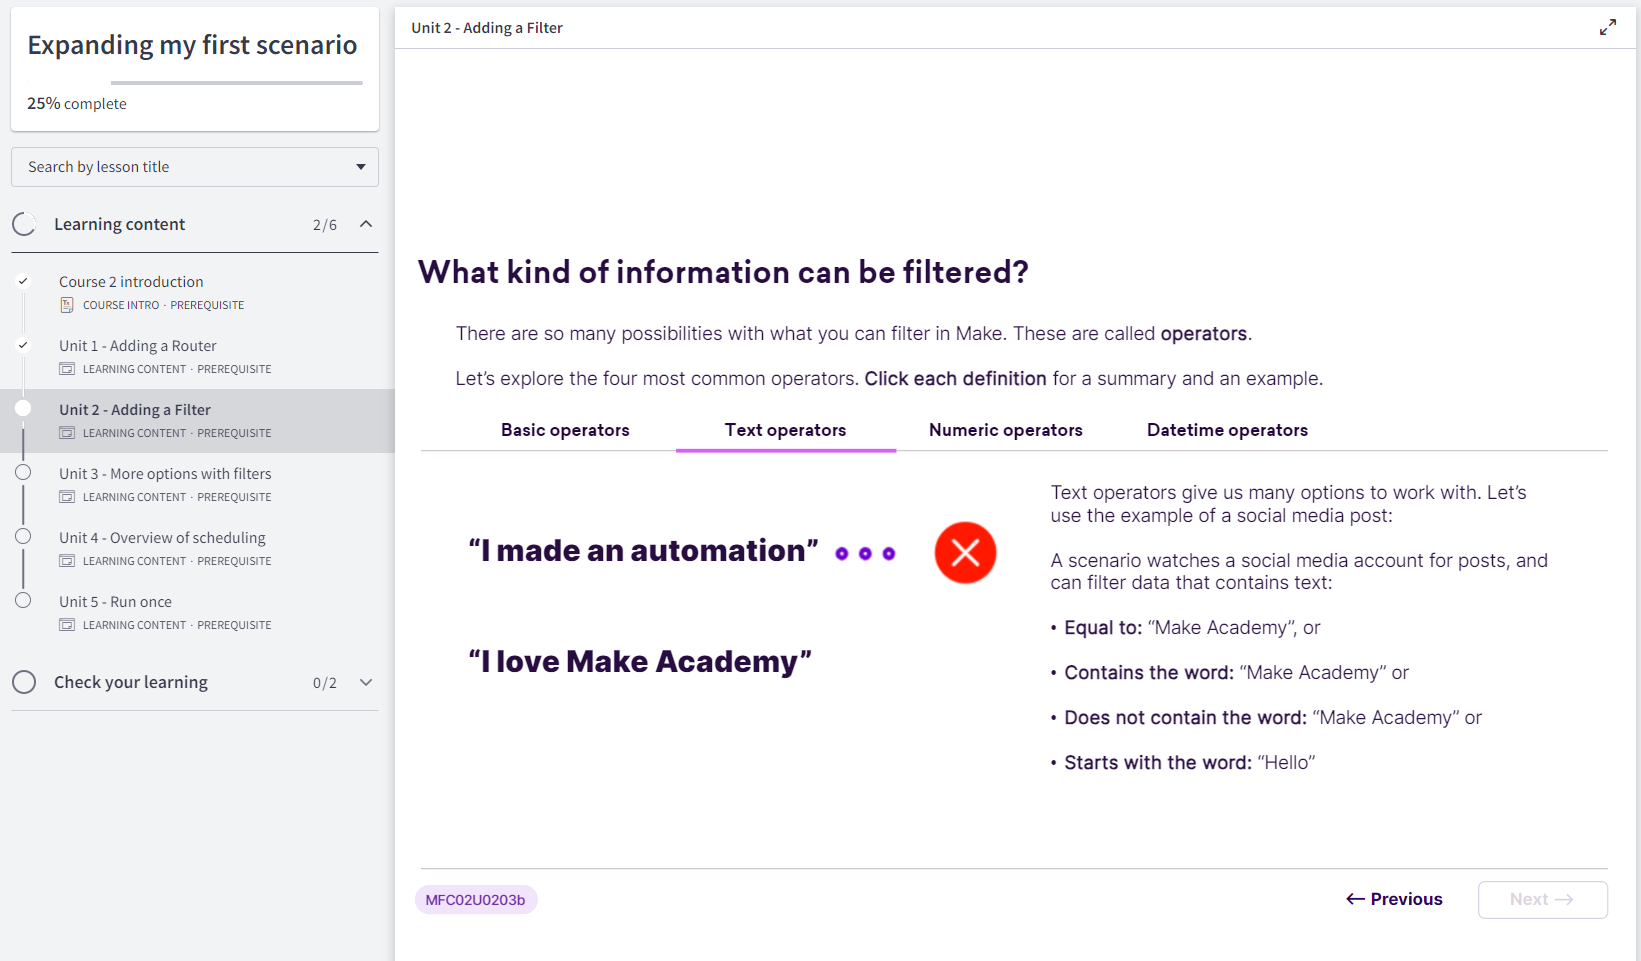 Expanding my first scenario
25% complete
Search by lesson title
Learning content 2/6
Course 2 introduction
COURSE INTRO · PREREQUISITE
Unit 1 - Adding a Router
LEARNING CONTENT · PREREQUISITE
Unit 2 - Adding a Filter
LEARNING CONTENT · PREREQUISITE
Unit 3 - More options with filters
LEARNING CONTENT · PREREQUISITE
Unit 4 - Overview of scheduling
LEARNING CONTENT · PREREQUISITE
Unit 5 - Run once
LEARNING CONTENT · PREREQUISITE
Check your learning 0/2
Unit 2 - Adding a Filter
What kind of information can be filtered?
There are so many possibilities with what you can filter in Make. These are called operators.
Let’s explore the four most common operators. Click each definition for a summary and an example.
Basic operators Text operators Numeric operators Datetime operators
“I made an automation”
“I love Make Academy”
Text operators give us many options to work with. Let’s
use the example of a social media post:
A scenario watches a social media account for posts, and
can filter data that contains text:
• Equal to: “Make Academy”, or
• Contains the word: “Make Academy” or
• Does not contain the word: “Make Academy” or
• Starts with the word: “Hello”
MFC02U0203b
← Previous
Next →